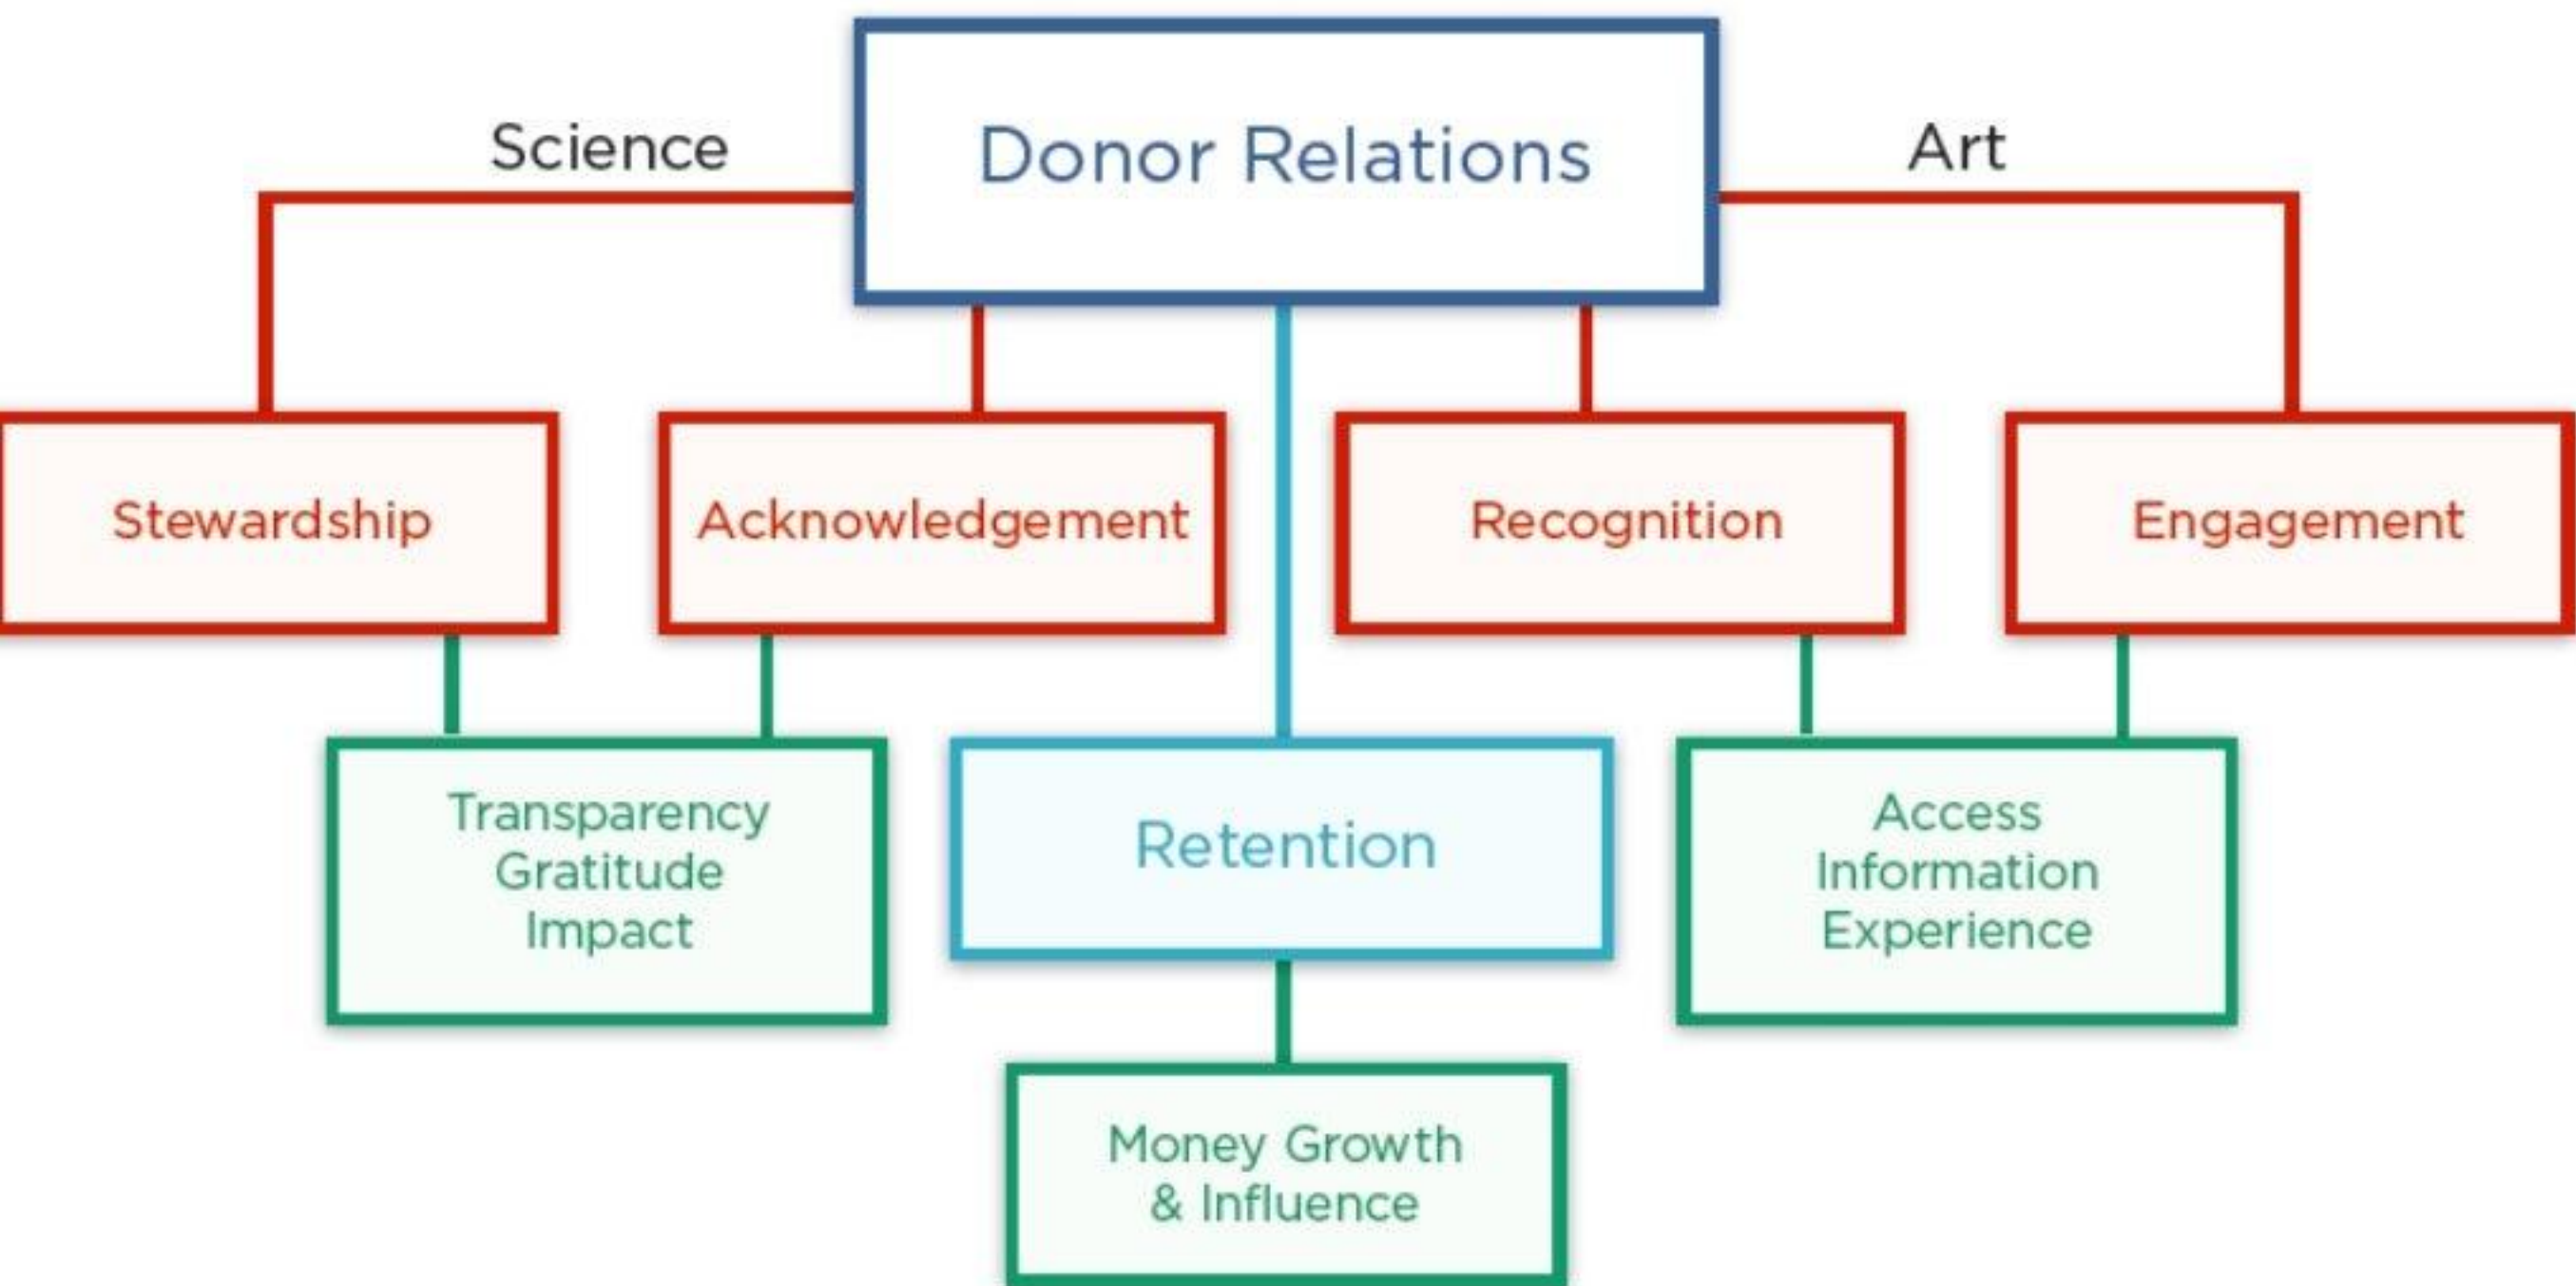 Donor Relations
Science
Art
Stewardship
Acknowledgement
Recognition
Engagement
Transparency
Gratitude
Impact
Retention
Access
Information
Experience
Money Growth
& Influence